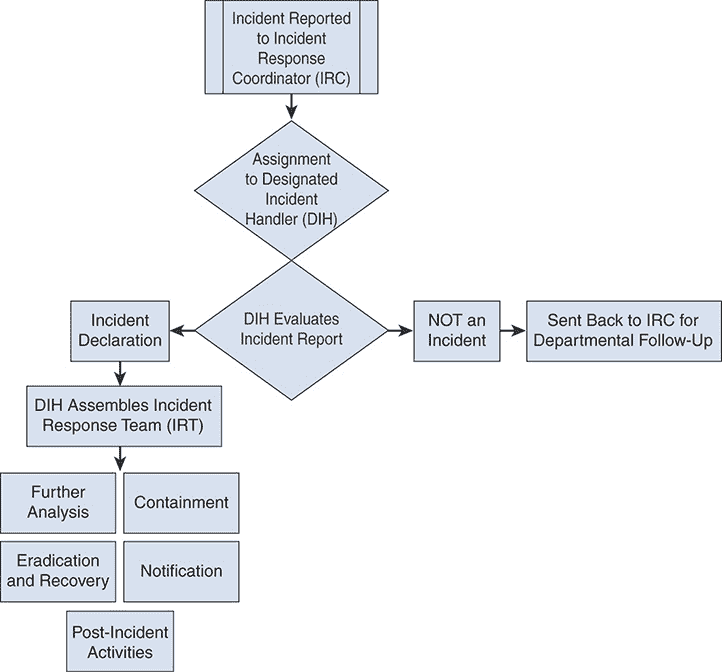 Incident Reported
to Incident
Response
Coordinator (IRC)
Assignment
to Designated
Incident
Handler (DIH)
DIH Evaluates
Incident Report
Incident
Declaration
NOT an
Incident
Sent Back to IRC for
Departmental Follow-Up
DIH Assembles Incident
Response Team (IRT)
Further
Analysis
Containment
Eradication
and Recovery
Notification
Post-Incident
Activities